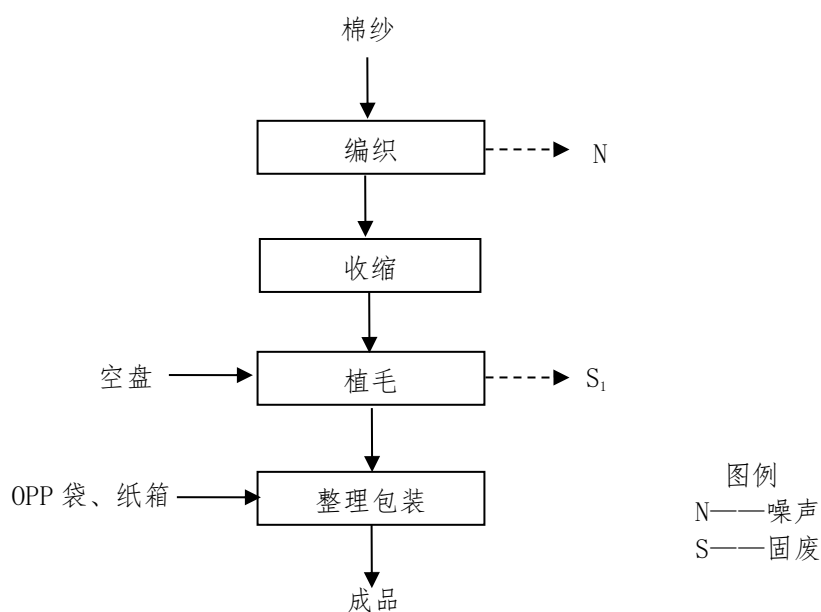 棉纱
编织
N
收缩
空盘
植毛
S₁
OPP 袋、纸箱
整理包装
成品
图例
N——噪声
S——固废